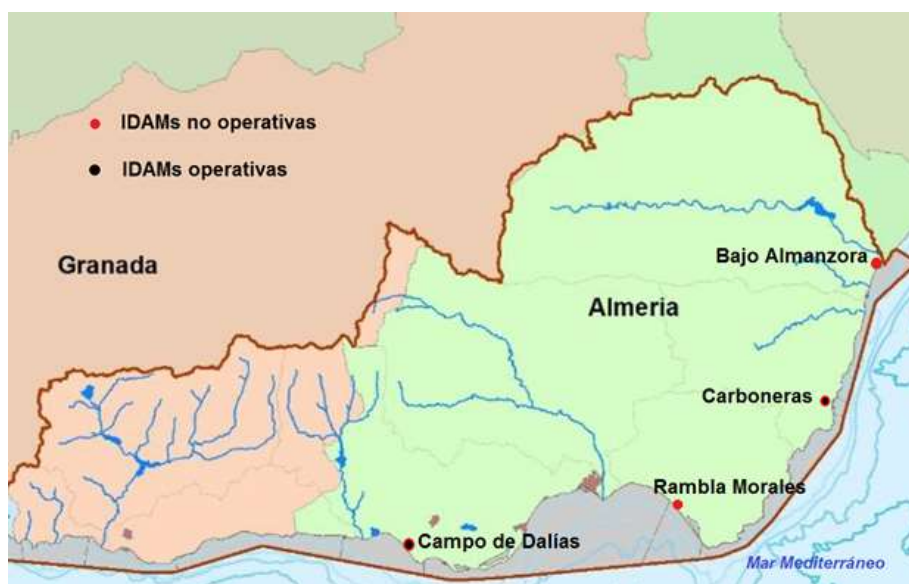 IDAMs no operativas
IDAMs operativas
Granada
Bajo Almanzora
Almeria
Carboneras
Rambla Morales
Campo de Dalías
Mar Mediterráneo